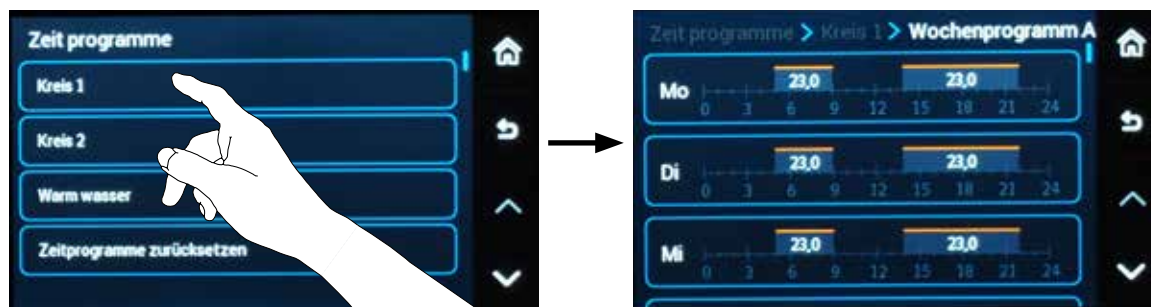 Zeit programme
Kreis 1
Kreis 2
Warm wasser
Zeitprogramme zurücksetzen
Zeit programme > Kreis 1 > Wochenprogramm A
Mo
23,0 23,0
0 3 6 9 12 15 18 21 24
Di
23,0 23,0
0 3 6 9 12 15 18 21 24
Mi
23,0 23,0
0 3 6 9 12 15 18 21 24